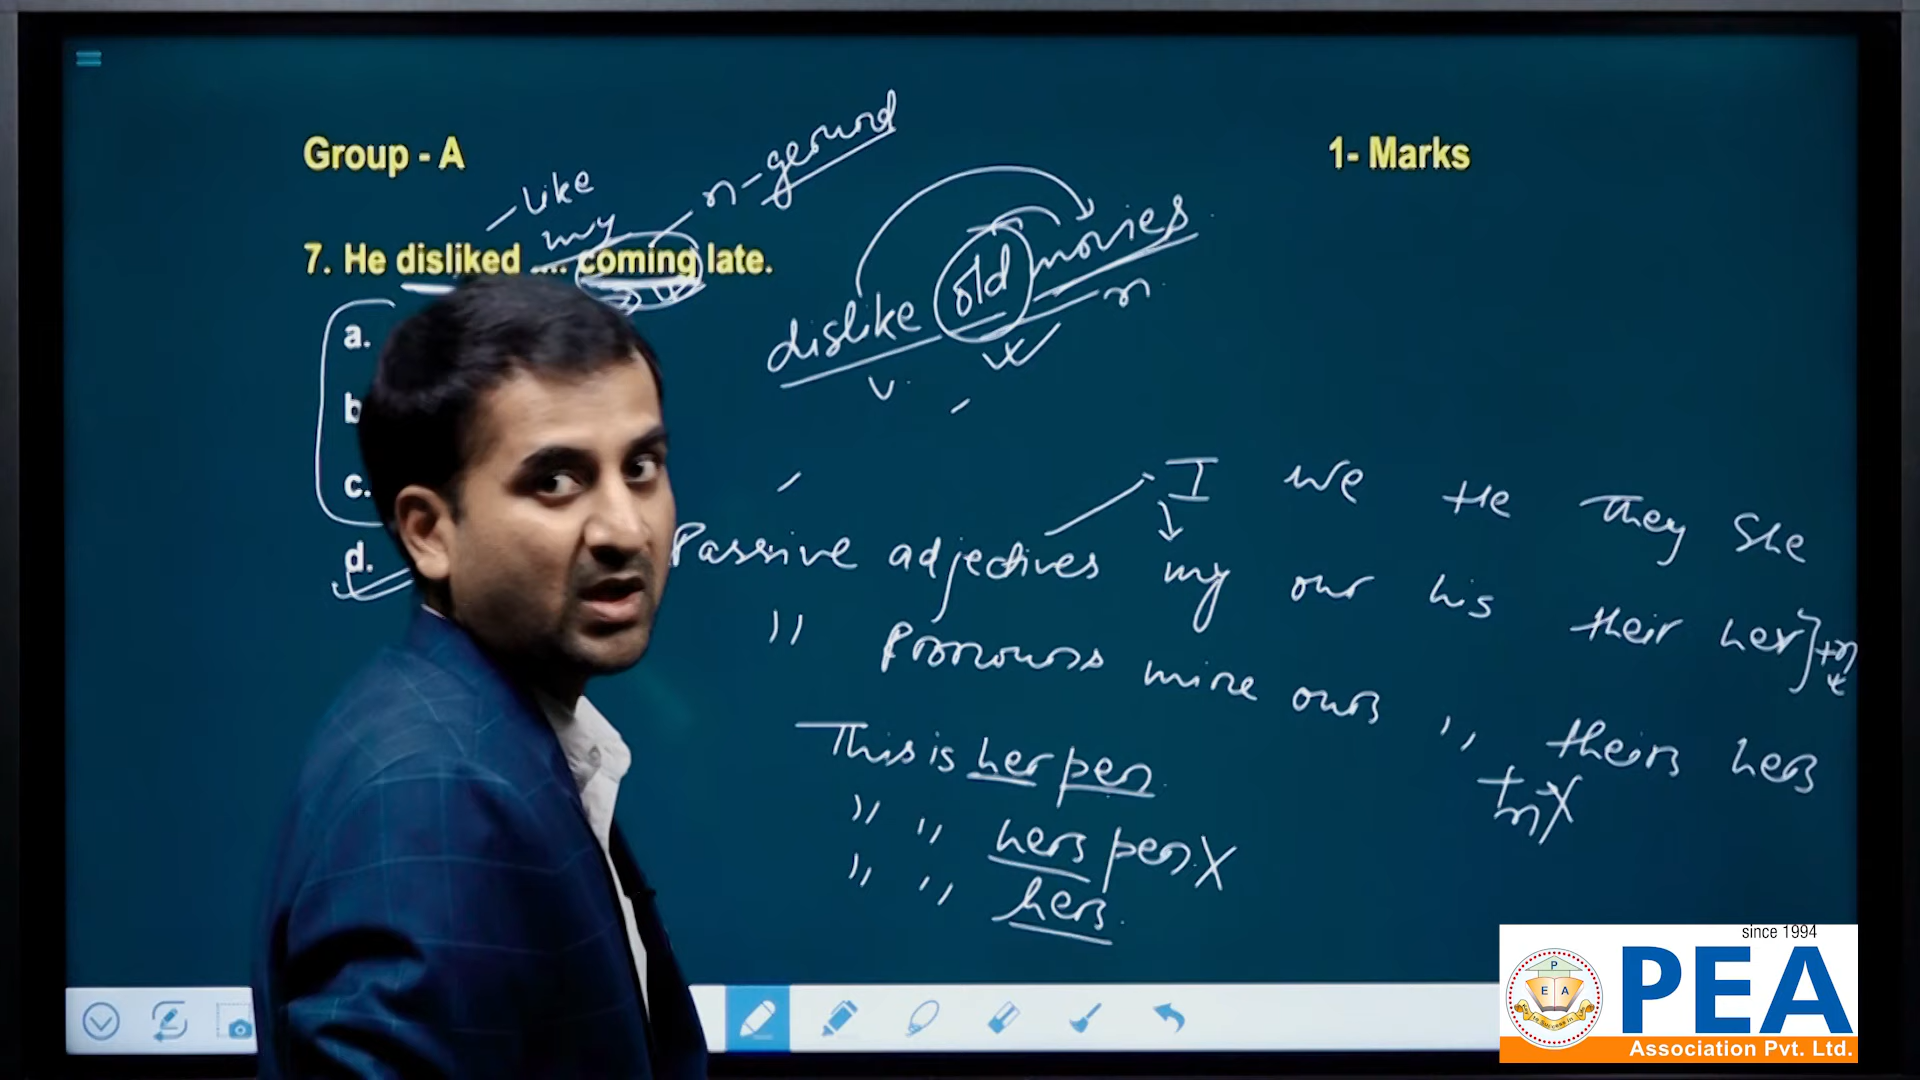 Group - A
1- Marks
n-gerund
like
my
7. He disliked .... coming late.
dislike old movies
n
v.
a.
b
c.
d.
I we He They She
Passive adjectives my our his their her } +n
" Pronouns mine ours " theirs hers
+n X
This is her pen.
" " hers pen. X
" " hers.
since 1994
P
E A
PEA
Association Pvt. Ltd.